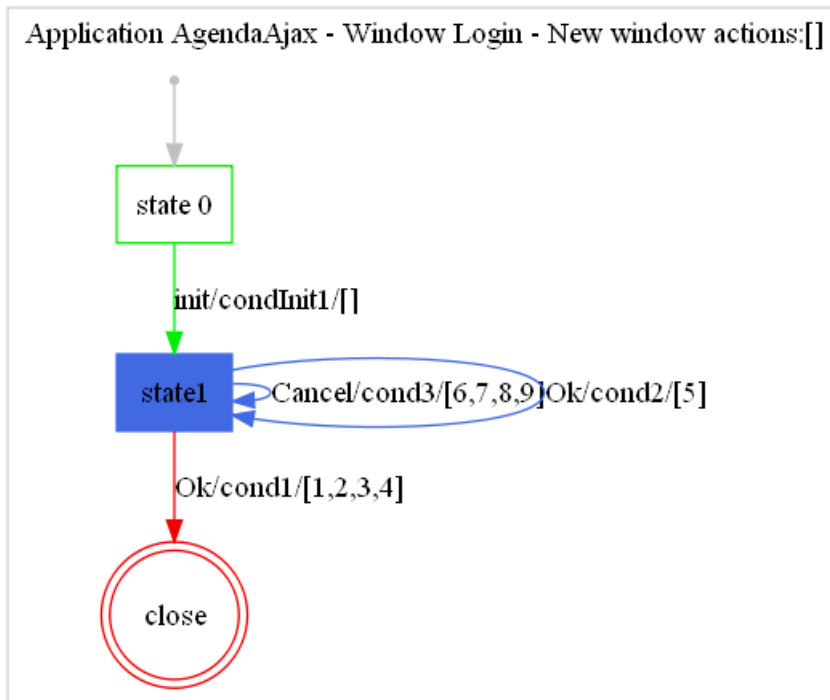 Application AgendaAjax - Window Login - New window actions:[]
state 0
init/condInit1/[]
state1
Cancel/cond3/[6,7,8,9]
Ok/cond2/[5]
Ok/cond1/[1,2,3,4]
close